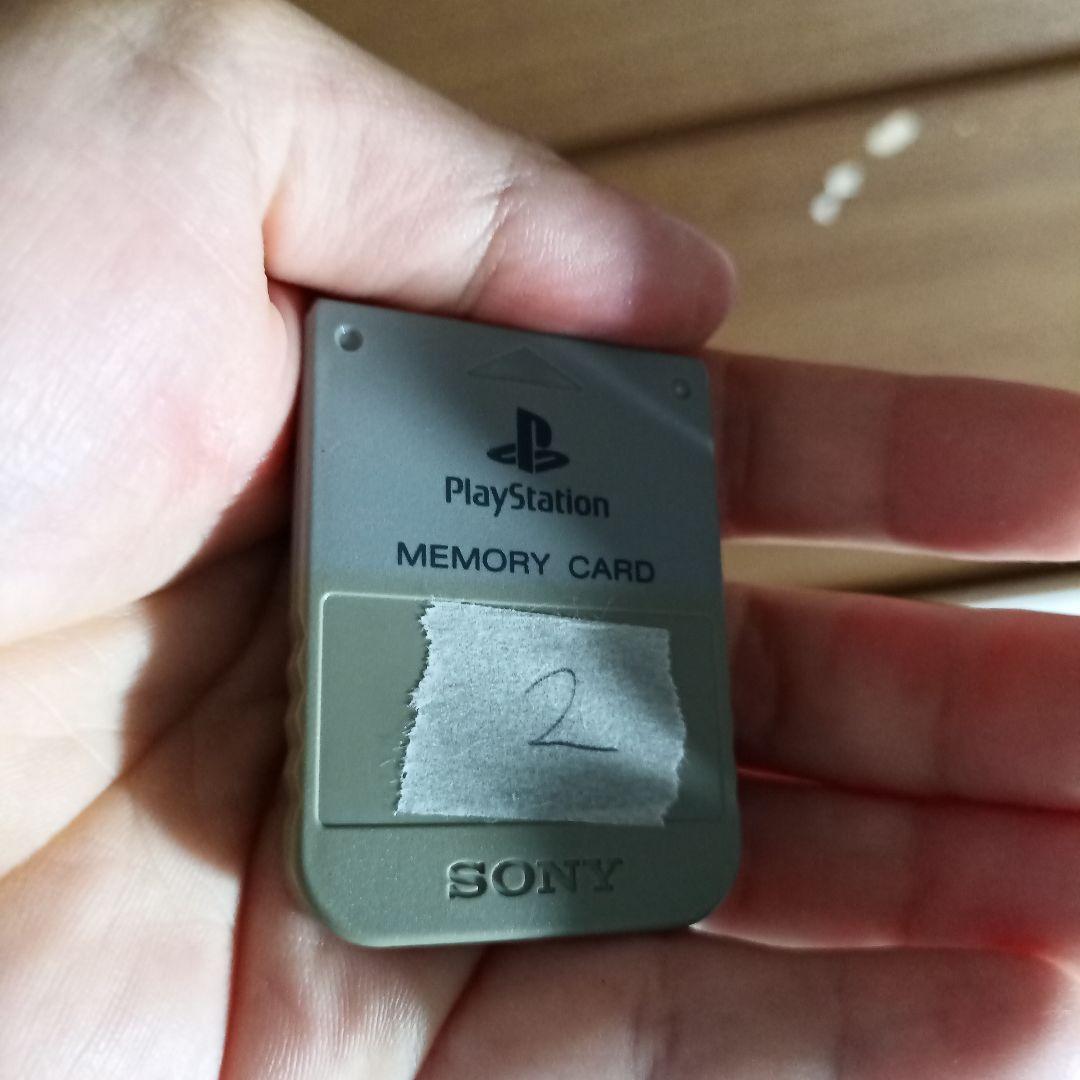 PlayStation
MEMORY CARD
2
SONY